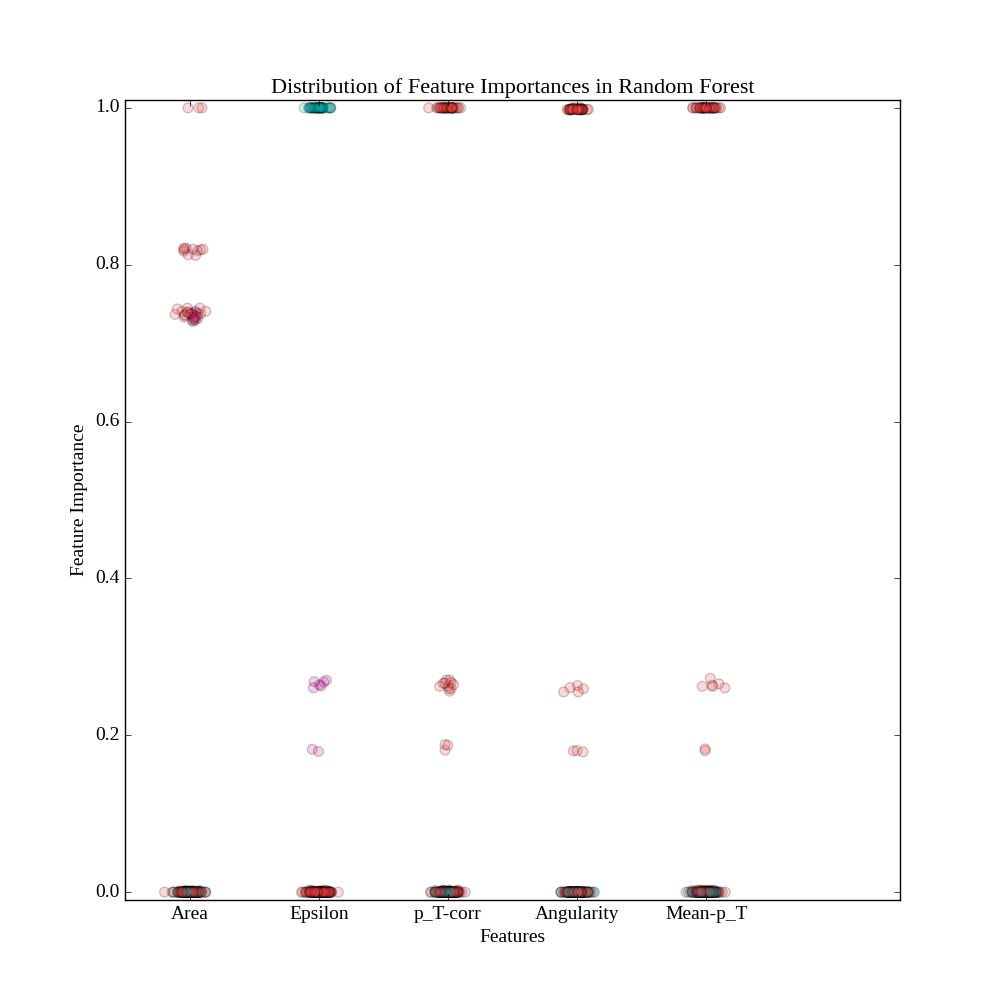 Distribution of Feature Importances in Random Forest
1.0
0.8
0.6
0.4
0.2
0.0
Feature Importance
Area Epsilon p_T-corr Angularity Mean-p_T
Features